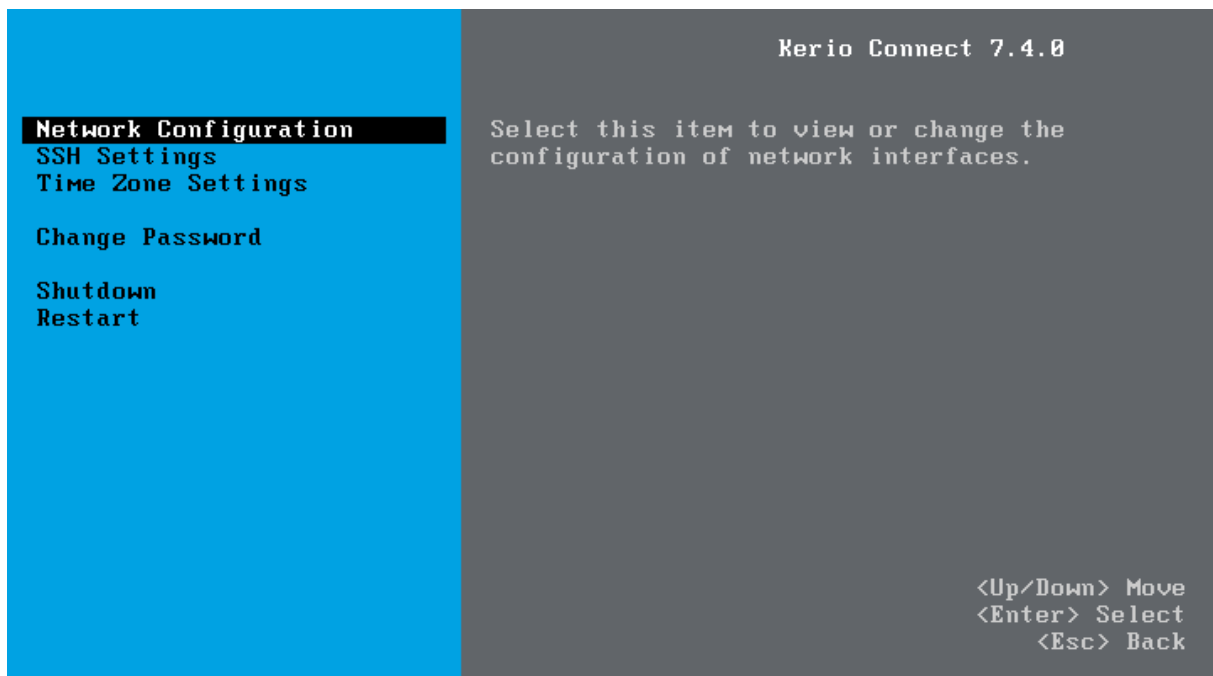 Kerio Connect 7.4.0
Network Configuration
SSH Settings
Time Zone Settings
Change Password
Shutdown
Restart
Select this item to view or change the
configuration of network interfaces.
<Up/Down> Move
<Enter> Select
<Esc> Back